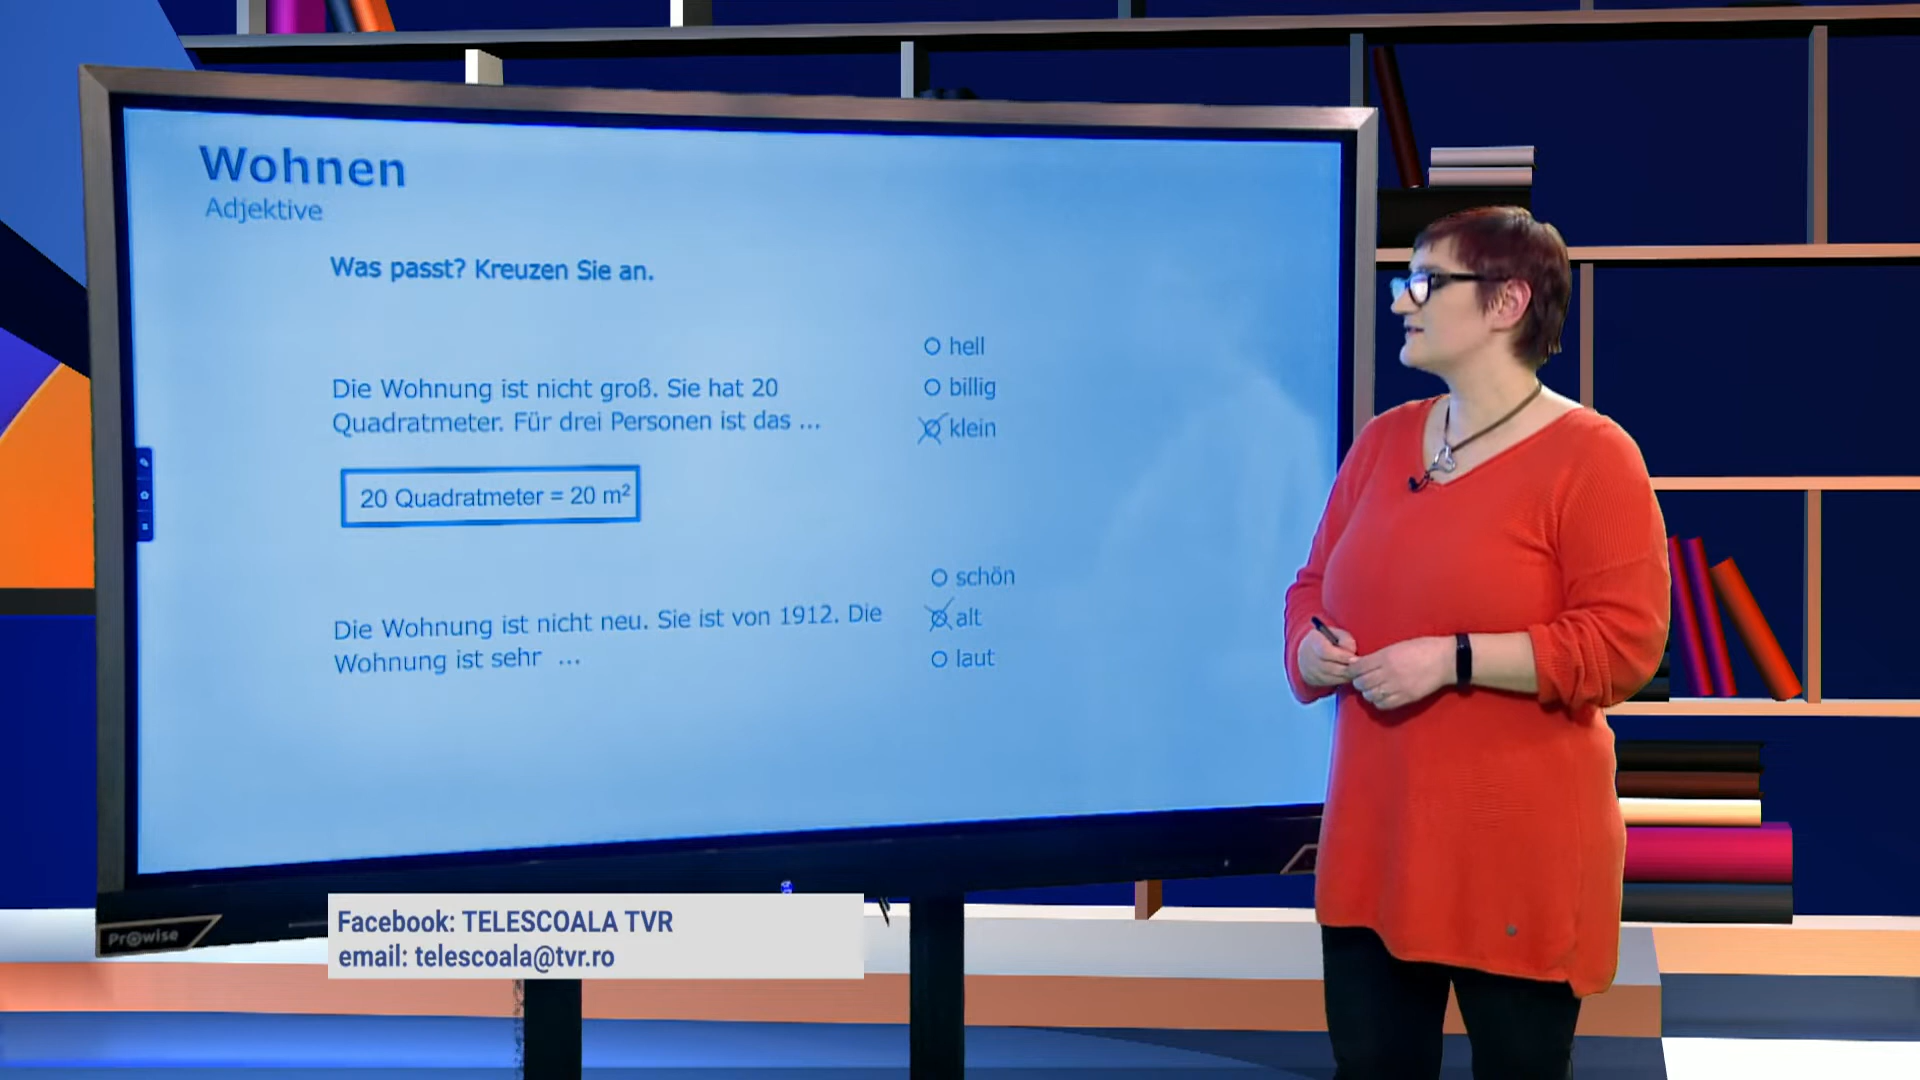 Wohnen
Adjektive
Was passt? Kreuzen Sie an.
Die Wohnung ist nicht groß. Sie hat 20
Quadratmeter. Für drei Personen ist das ...
hell
billig
klein
20 Quadratmeter = 20 m²
Die Wohnung ist nicht neu. Sie ist von 1912. Die
Wohnung ist sehr ...
schön
alt
laut
Prowise
Facebook: TELESCOALA TVR
email: telescoala@tvr.ro